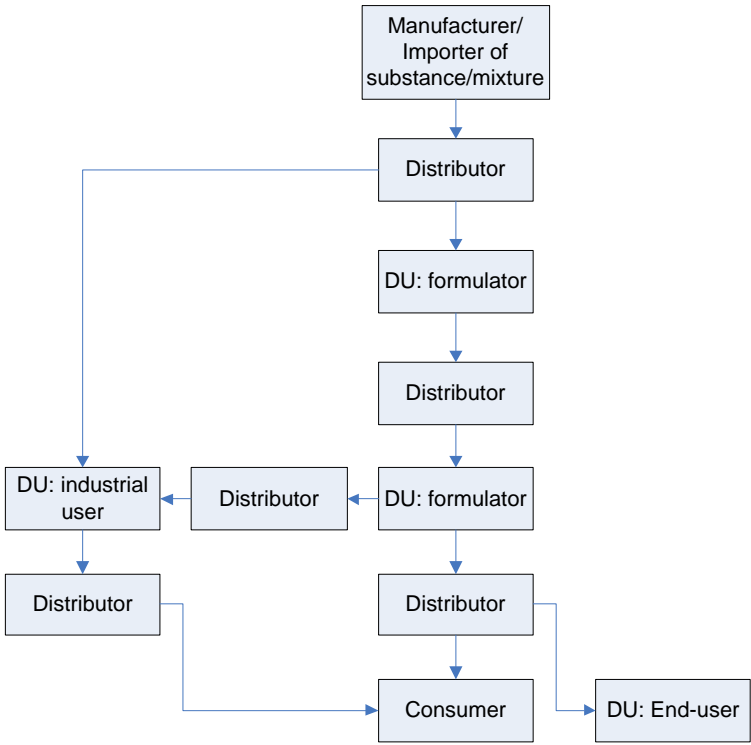 Manufacturer/
Importer of
substance/mixture
Distributor
DU: formulator
Distributor
DU: industrial
user
Distributor
DU: formulator
Distributor
Distributor
Consumer
DU: End-user